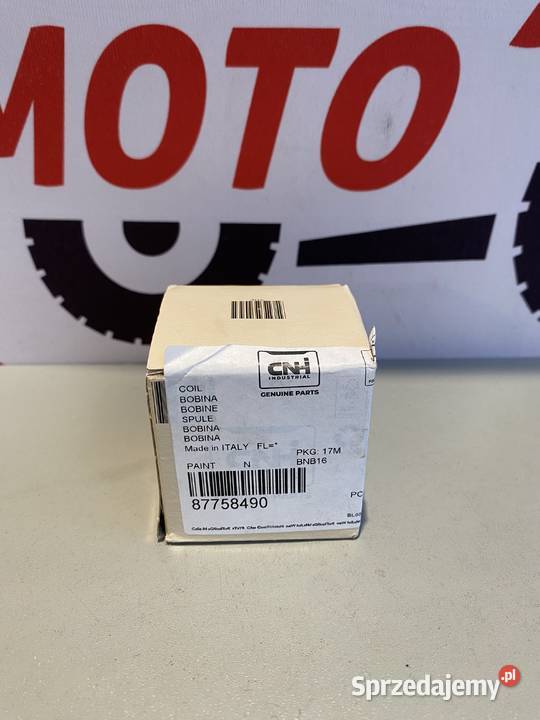 MOTO
CNH
INDUSTRIAL
GENUINE PARTS
COIL
BOBINA
BOBINE
SPULE
BOBINA
BOBINA
Made in ITALY FL=*
PKG: 17M
PAINT N
BNB16
87758490
PO
Sprzedajemy.pl